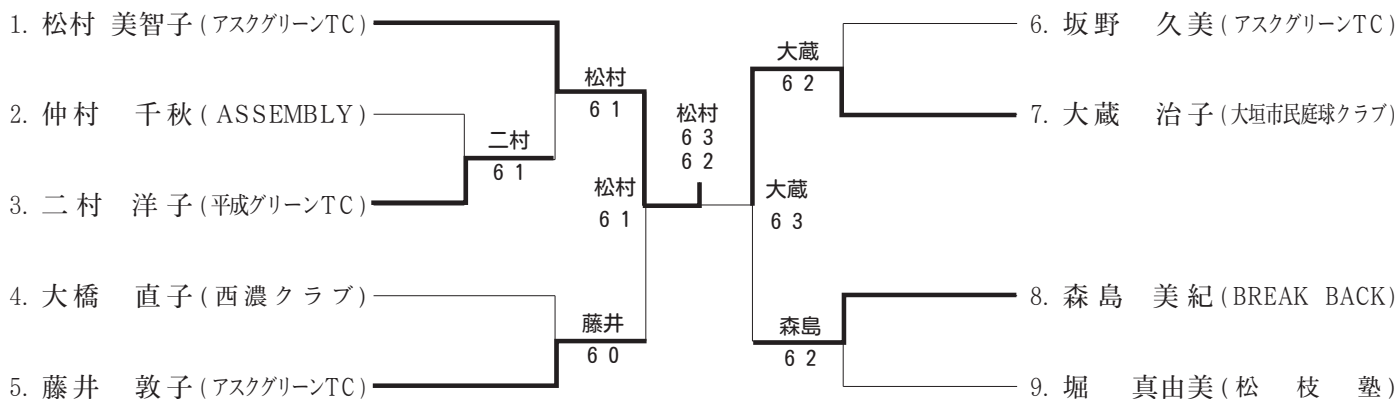 1. 松村 美智子 (アスクグリーンTC)
2. 仲村 千秋 (ASSEMBLY)
3. 二村 洋子 (平成グリーンTC)
4. 大橋 直子 (西濃クラブ)
5. 藤井 敦子 (アスクグリーンTC)
二村
6 1
松村
6 1
藤井
6 0
松村
6 1
松村
6 3
6 2
大蔵
6 2
大蔵
6 3
森島
6 2
6. 坂野 久美 (アスクグリーンTC)
7. 大蔵 治子 (大垣市民庭球クラブ)
8. 森島 美紀 (BREAK BACK)
9. 堀 真由美 (松枝塾)